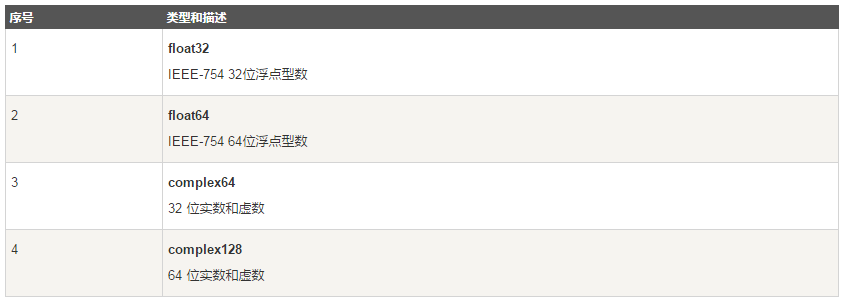 序号 类型和描述
1 float32
IEEE-754 32位浮点型数
2 float64
IEEE-754 64位浮点型数
3 complex64
32 位实数和虚数
4 complex128
64 位实数和虚数